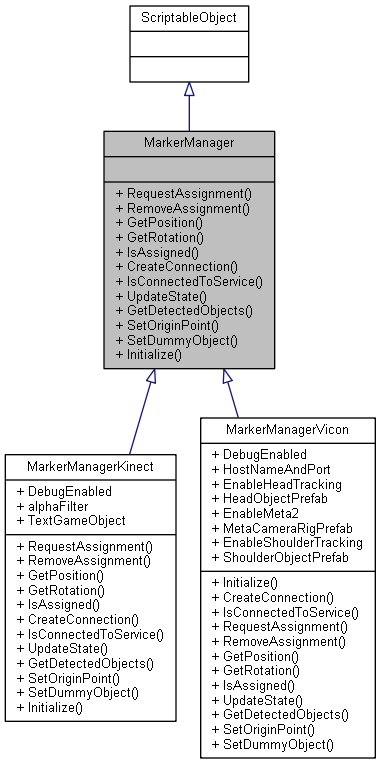 ScriptableObject
MarkerManager
+ RequestAssignment()
+ RemoveAssignment()
+ GetPosition()
+ GetRotation()
+ IsAssigned()
+ CreateConnection()
+ IsConnectedToService()
+ UpdateState()
+ GetDetectedObjects()
+ SetOriginPoint()
+ SetDummyObject()
+ Initialize()
MarkerManagerKinect
+ DebugEnabled
+ alphaFilter
+ TextGameObject
+ RequestAssignment()
+ RemoveAssignment()
+ GetPosition()
+ GetRotation()
+ IsAssigned()
+ CreateConnection()
+ IsConnectedToService()
+ UpdateState()
+ GetDetectedObjects()
+ SetOriginPoint()
+ SetDummyObject()
+ Initialize()
MarkerManagerVicon
+ DebugEnabled
+ HostNameAndPort
+ EnableHeadTracking
+ HeadObjectPrefab
+ EnableMeta2
+ MetaCameraRigPrefab
+ EnableShoulderTracking
+ ShoulderObjectPrefab
+ Initialize()
+ CreateConnection()
+ IsConnectedToService()
+ RequestAssignment()
+ RemoveAssignment()
+ GetPosition()
+ GetRotation()
+ IsAssigned()
+ UpdateState()
+ GetDetectedObjects()
+ SetOriginPoint()
+ SetDummyObject()